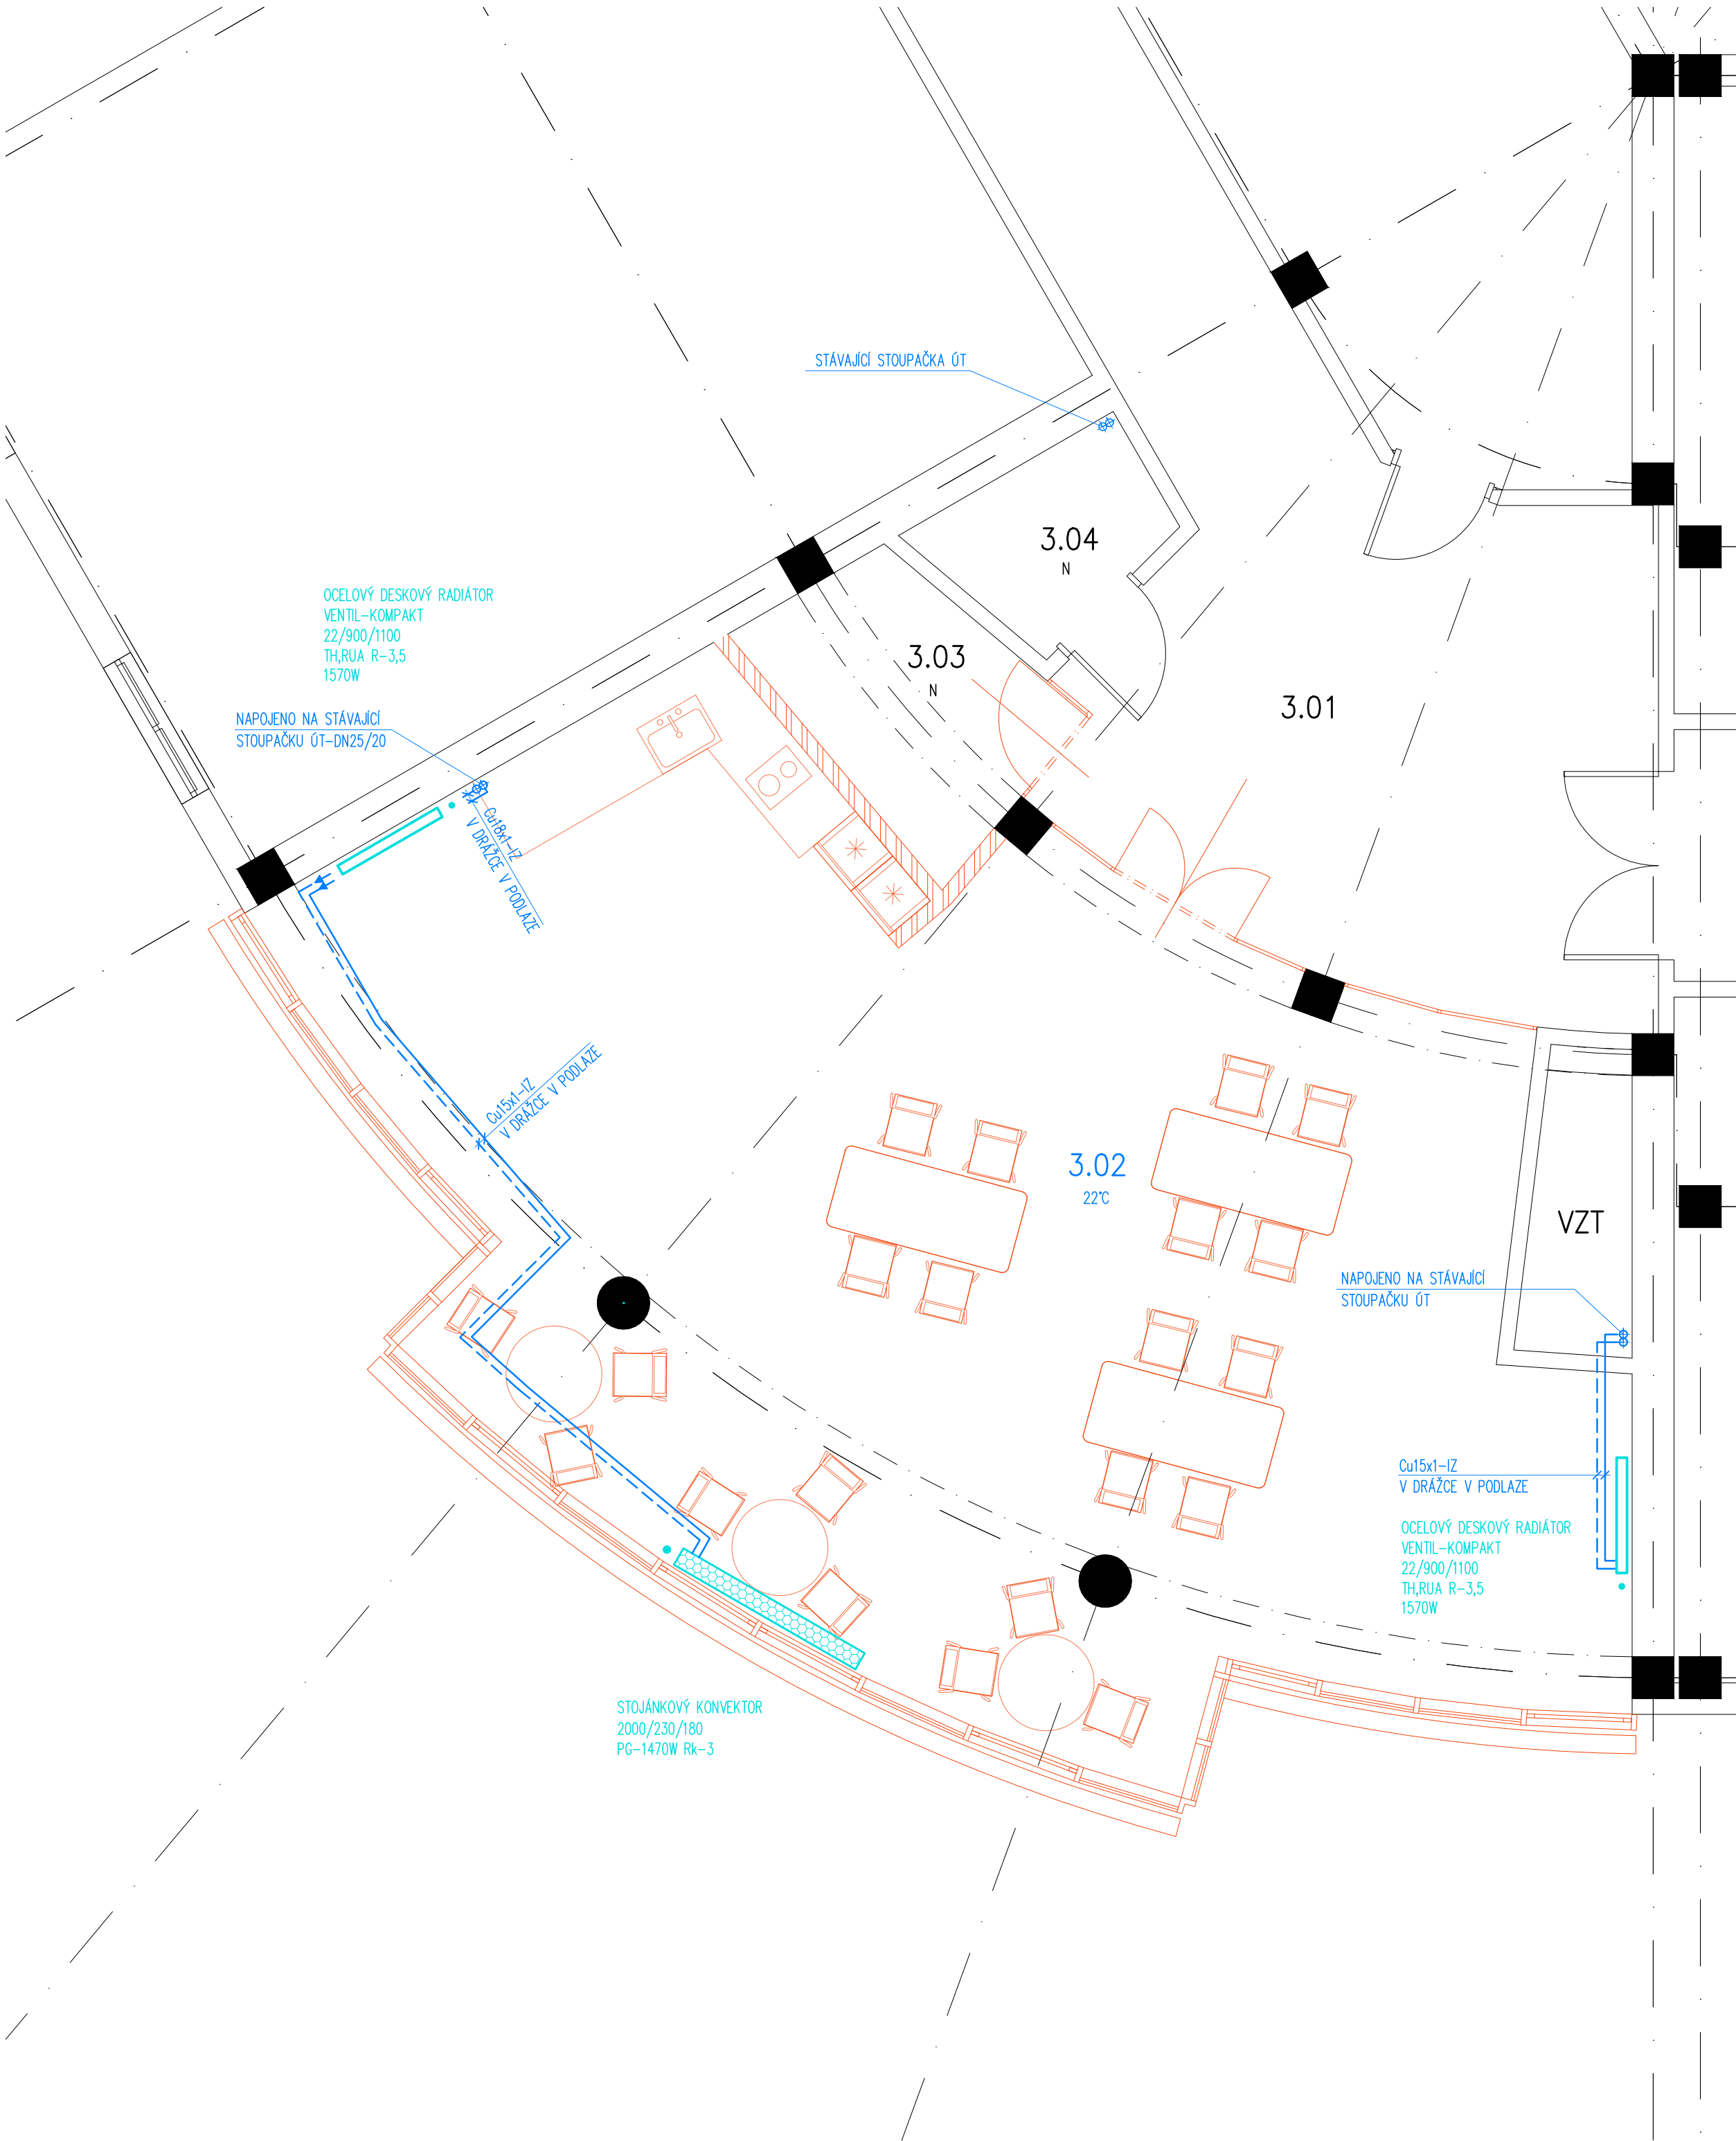 STÁVAJÍCÍ STOUPAČKA ÚT
3.04
N
OCELOVÝ DESKOVÝ RADIÁTOR
VENTIL-KOMPAKT
22/900/1100
TH,RUA R-3,5
1570W
3.03
N
3.01
NAPOJENO NA STÁVAJÍCÍ
STOUPAČKU ÚT-DN25/20
Cu18x1-IZ
V DRÁŽCE V PODLAZE
Cu15x1-IZ
V DRÁŽCE V PODLAZE
3.02
22°C
VZT
NAPOJENO NA STÁVAJÍCÍ
STOUPAČKU ÚT
Cu15x1-IZ
V DRÁŽCE V PODLAZE
OCELOVÝ DESKOVÝ RADIÁTOR
VENTIL-KOMPAKT
22/900/1100
TH,RUA R-3,5
1570W
STOJÁNKOVÝ KONVEKTOR
2000/230/180
PG-1470W Rk-3